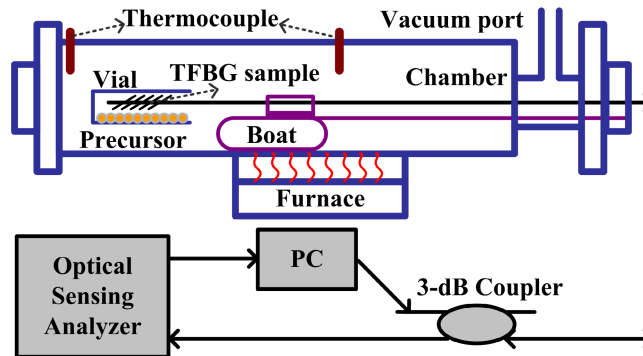 Thermocouple
Vacuum port
Vial
TFBG sample
Chamber
Precursor
Boat
Furnace
Optical
Sensing
Analyzer
PC
3-dB Coupler